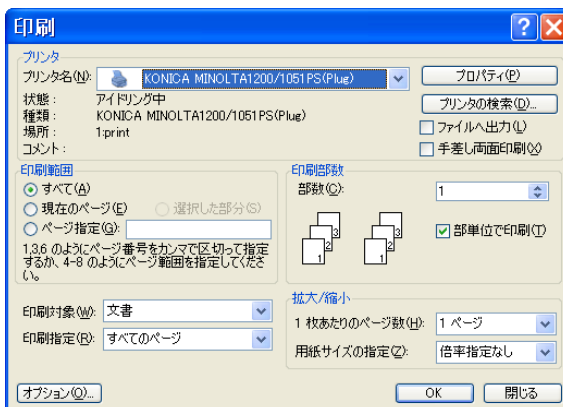 印刷
プリンタ
プリンタ名(N):
KONICA MINOLTA1200/1051PS(Plug)
プロパティ(P)
状態:
アイドリング中
プリンタの検索(D)...
種類:
KONICA MINOLTA1200/1051PS(Plug)
場所:
1:print
ファイルへ出力(L)
コメント:
手差し両面印刷(X)
印刷範囲
すべて(A)
現在のページ(E)
選択した部分(S)
ページ指定(G):
1,3,6 のようにページ番号をカンマで区切って指定
するか、4-8 のようにページ範囲を指定してくださ
い。
印刷部数
部数(C):
1
3
2
1
3
2
1
部単位で印刷(T)
印刷対象(W):
文書
印刷指定(R):
すべてのページ
拡大/縮小
1 枚あたりのページ数(H):
1 ページ
用紙サイズの指定(Z):
倍率指定なし
オプション(O)...
OK
閉じる